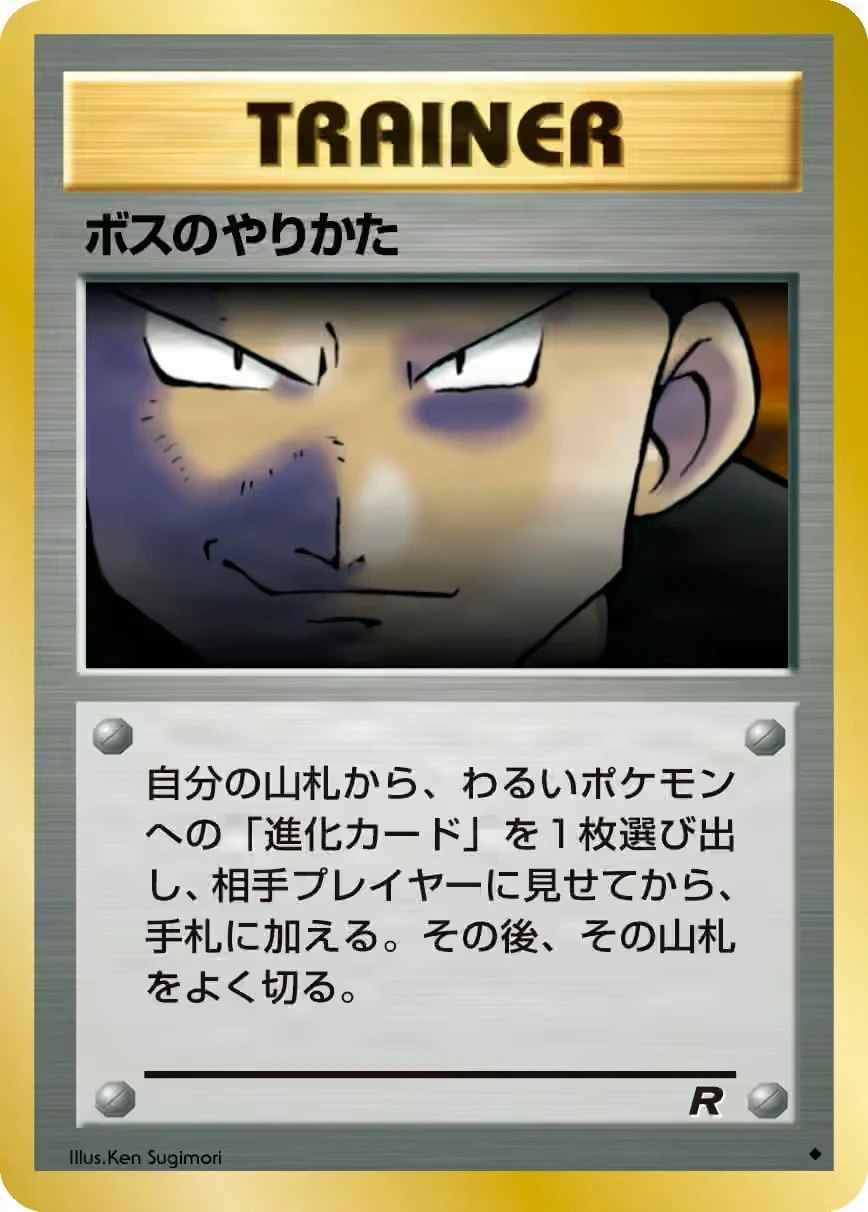 TRAINER
ボスのやりかた
自分の山札から、わるいポケモン
への「進化カード」を1枚選び出
し、相手プレイヤーに見せてから、
手札に加える。その後、その山札
をよく切る。
R
Illus.Ken Sugimori